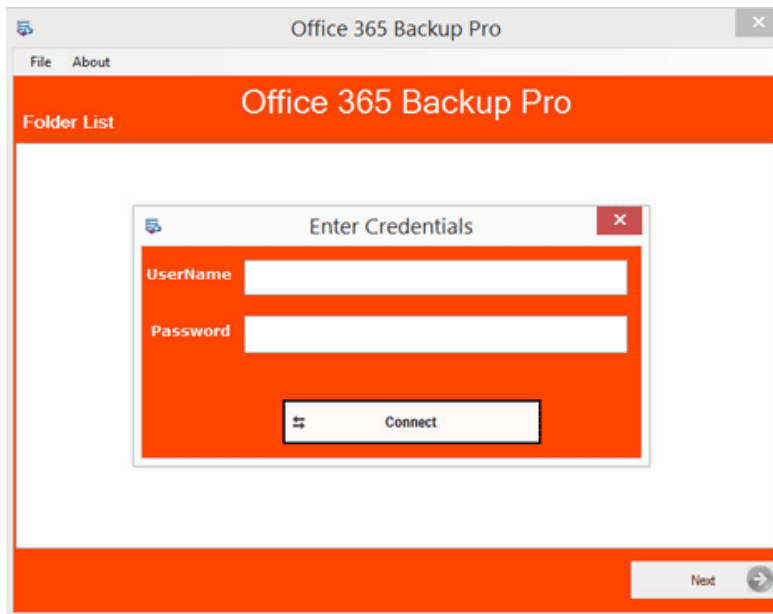 Office 365 Backup Pro
File About
Office 365 Backup Pro
Folder List
Enter Credentials
UserName
Password
Connect
Next